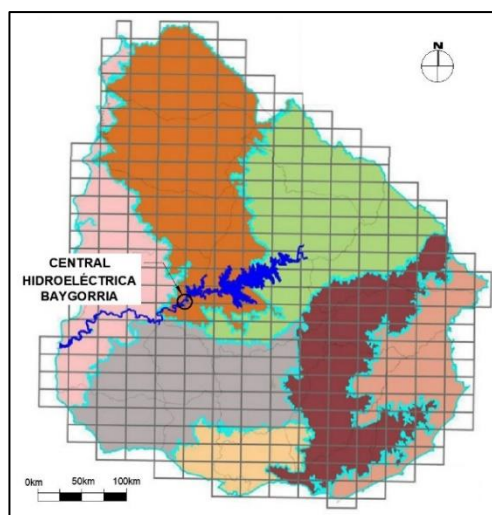 N
CENTRAL
HIDROELÉCTRICA
BAYGORRIA
0km 50km 100km